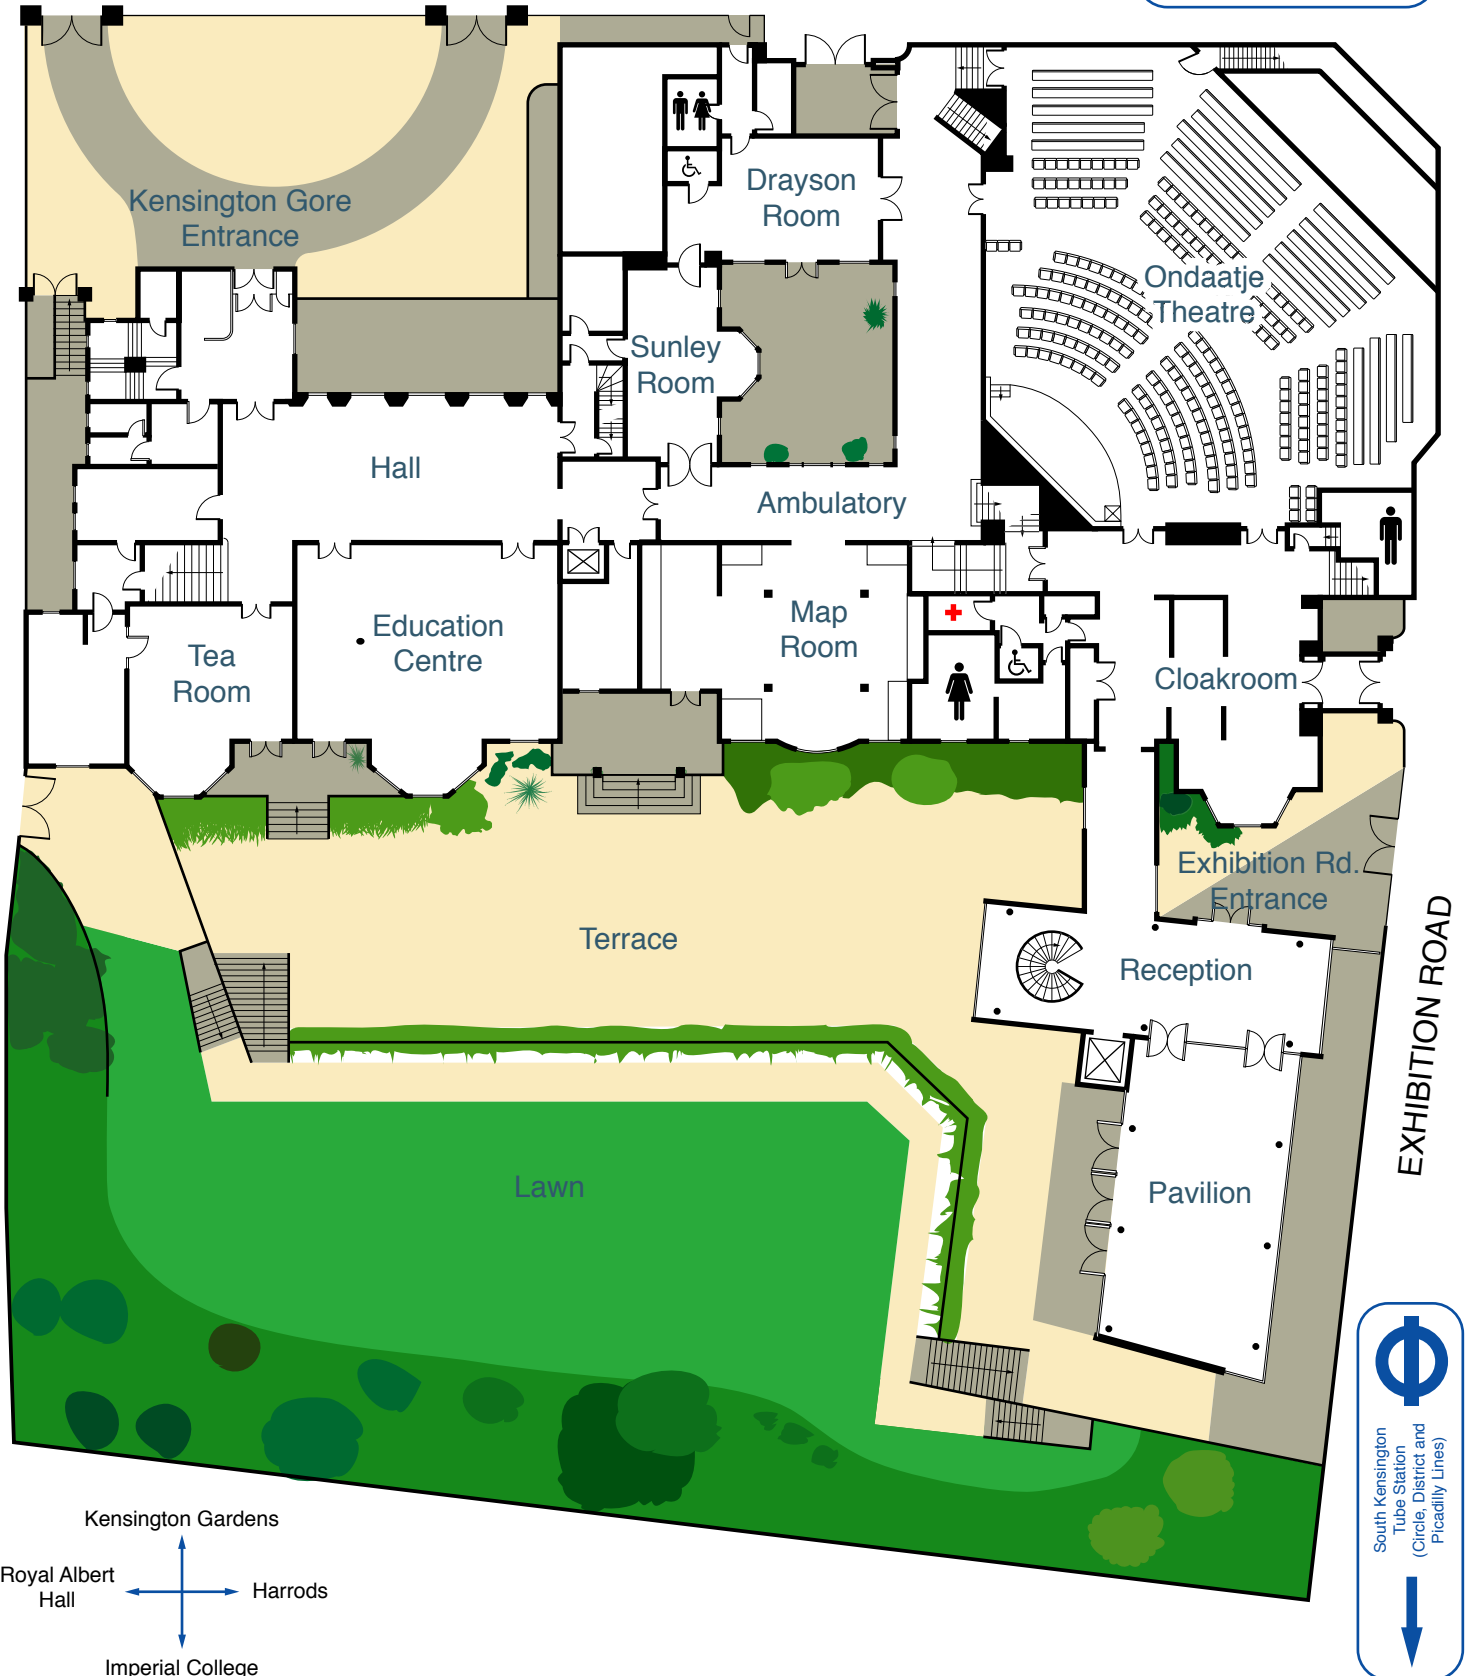 Kensington Gore
Entrance
Drayson
Room
Ondaatje
Theatre
Sunley
Room
Hall
Ambulatory
Education
Centre
Map
Room
Tea
Room
Cloakroom
Exhibition Rd.
Entrance
Terrace
Reception
EXHIBITION ROAD
Lawn
Pavilion
South Kensington
Tube Station
(Circle, District and
Picadilly Lines)
Kensington Gardens
Royal Albert
Hall
Harrods
Imperial College